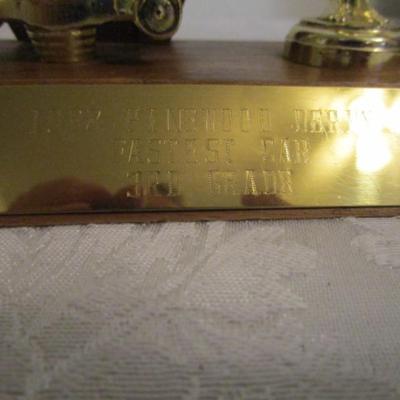 PINEWOOD DERBY
FASTEST CAR
3RD GRADE